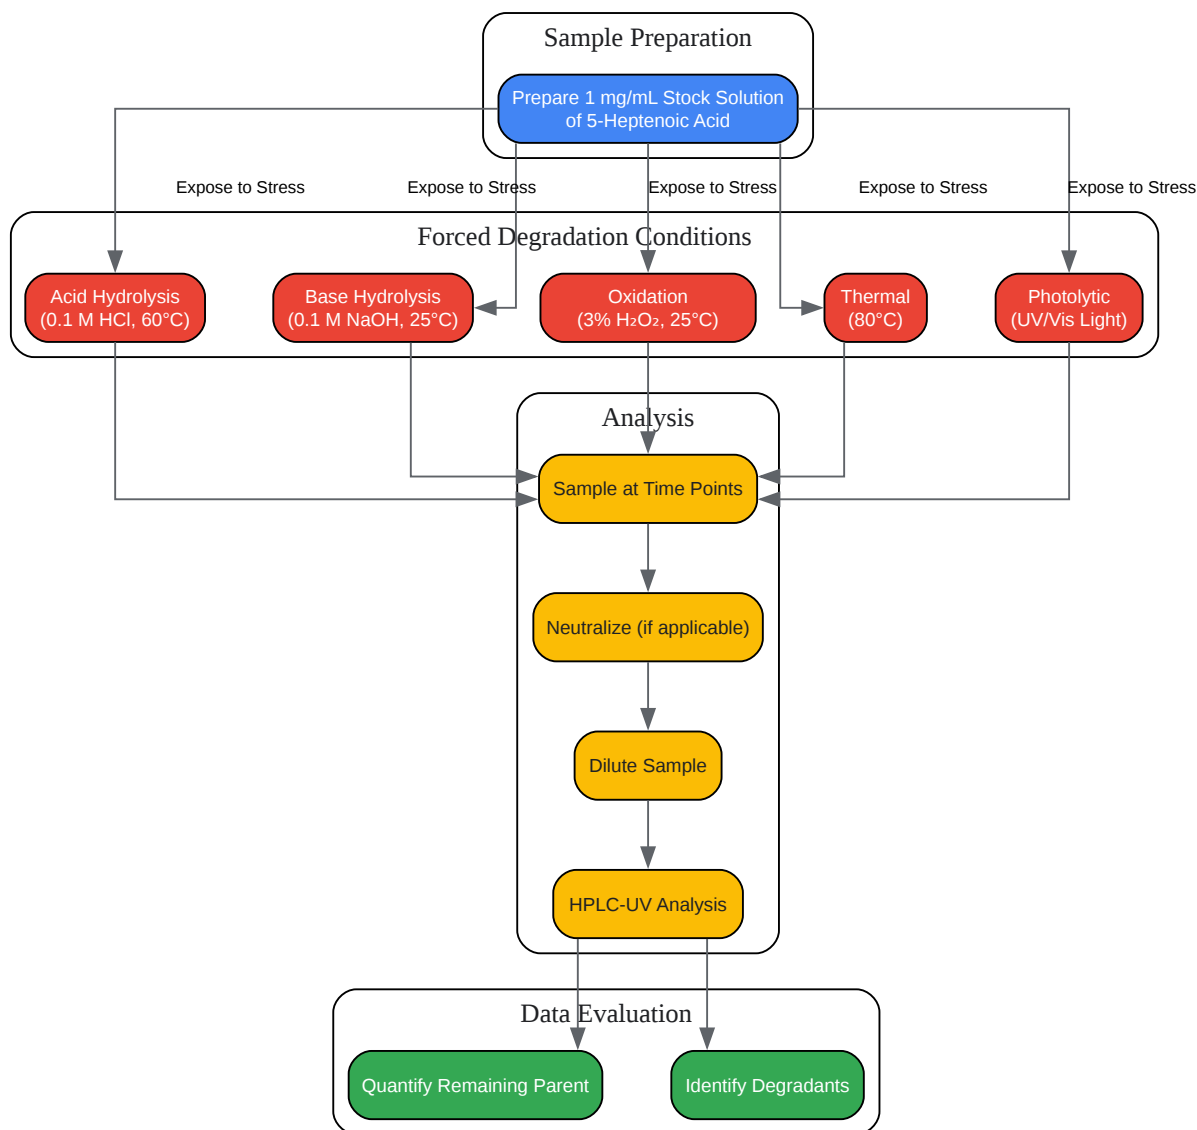 Sample Preparation
Prepare 1 mg/mL Stock Solution
of 5-Heptenoic Acid
Expose to Stress
Expose to Stress
Expose to Stress
Expose to Stress
Expose to Stress
Forced Degradation Conditions
Acid Hydrolysis
(0.1 M HCl, 60°C)
Base Hydrolysis
(0.1 M NaOH, 25°C)
Oxidation
(3% H₂O₂, 25°C)
Thermal
(80°C)
Photolytic
(UV/Vis Light)
Analysis
Sample at Time Points
Neutralize (if applicable)
Dilute Sample
HPLC-UV Analysis
Data Evaluation
Quantify Remaining Parent
Identify Degradants